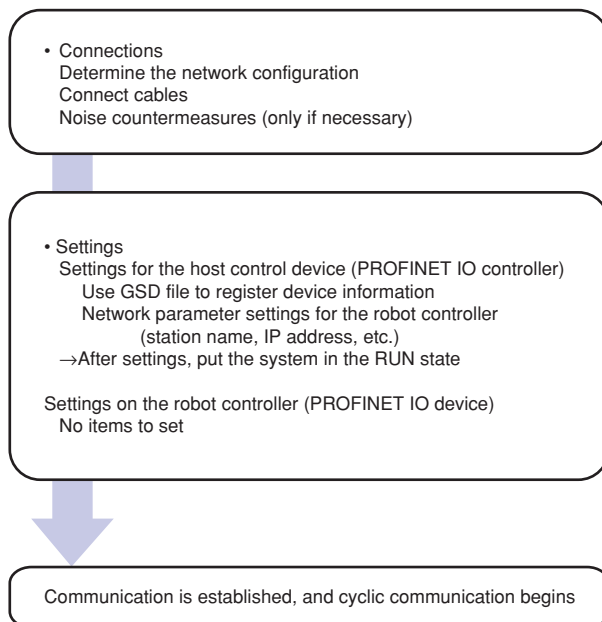 • Connections
Determine the network configuration
Connect cables
Noise countermeasures (only if necessary)
• Settings
Settings for the host control device (PROFINET IO controller)
Use GSD file to register device information
Network parameter settings for the robot controller
(station name, IP address, etc.)
→After settings, put the system in the RUN state
Settings on the robot controller (PROFINET IO device)
No items to set
Communication is established, and cyclic communication begins